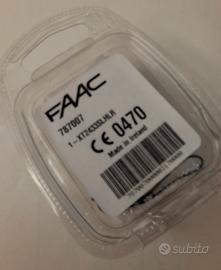 FAAC
787007
1 - XT2433SLHLR
CE 0470
Made in Ireland
subito